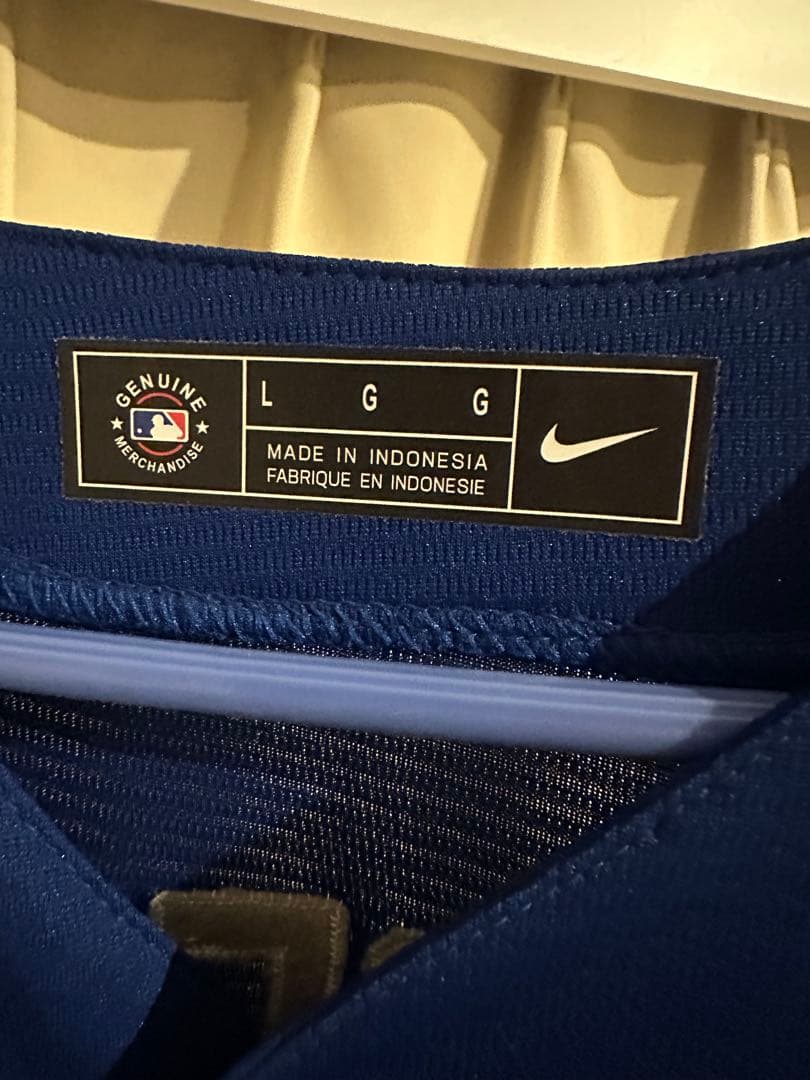 GENUINE
MERCHANDISE
L G G
MADE IN INDONESIA
FABRIQUE EN INDONESIE